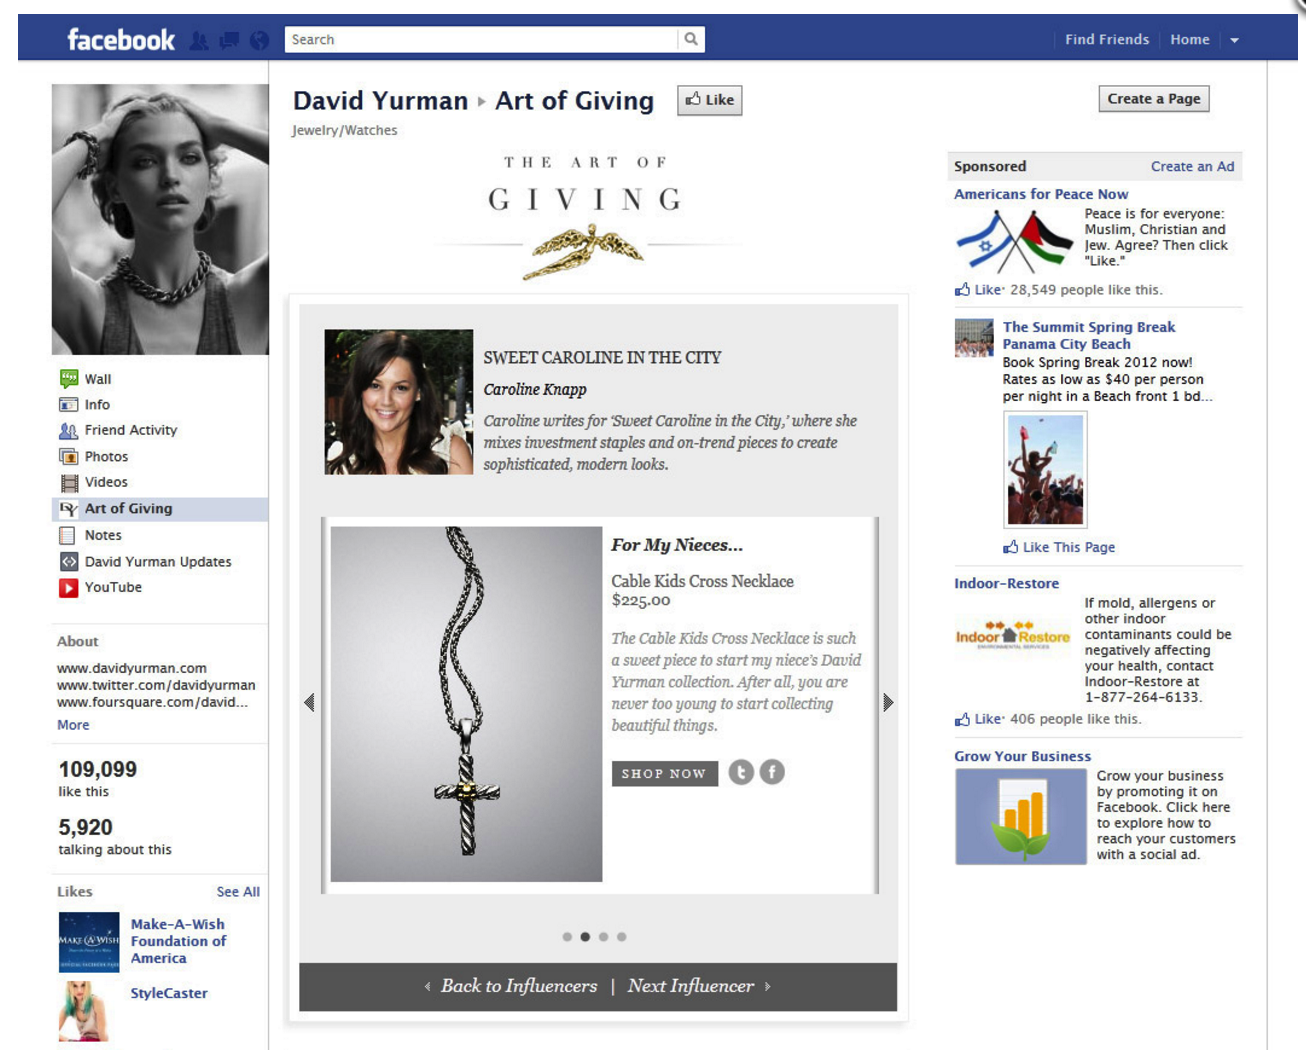 facebook
Search
Find Friends
Home
David Yurman ▸ Art of Giving
Like
Create a Page
Jewelry/Watches
THE ART OF
GIVING
SWEET CAROLINE IN THE CITY
Caroline Knapp
Caroline writes for 'Sweet Caroline in the City,' where she
mixes investment staples and on-trend pieces to create
sophisticated, modern looks.
For My Nieces...
Cable Kids Cross Necklace
$225.00
The Cable Kids Cross Necklace is such
a sweet piece to start my niece's David
Yurman collection. After all, you are
never too young to start collecting
beautiful things.
SHOP NOW
t f
Back to Influencers | Next Influencer
Wall
Info
Friend Activity
Photos
Videos
DY Art of Giving
Notes
David Yurman Updates
YouTube
About
www.davidyurman.com
www.twitter.com/davidyurman
www.foursquare.com/david...
More
109,099
like this
5,920
talking about this
Likes
See All
MAKE A WISH
Make-A-Wish
Foundation of
America
StyleCaster
Sponsored
Create an Ad
Americans for Peace Now
Peace is for everyone:
Muslim, Christian and
Jew. Agree? Then click
"Like."
Like · 28,549 people like this.
The Summit Spring Break
Panama City Beach
Book Spring Break 2012 now!
Rates as low as $40 per person
per night in a Beach front 1 bd...
Like This Page
Indoor-Restore
Indoor Restore
ENVIRONMENTAL SERVICES
If mold, allergens or
other indoor
contaminants could be
negatively affecting
your health, contact
Indoor-Restore at
1-877-264-6133.
Like · 406 people like this.
Grow Your Business
Grow your business
by promoting it on
Facebook. Click here
to explore how to
reach your customers
with a social ad.